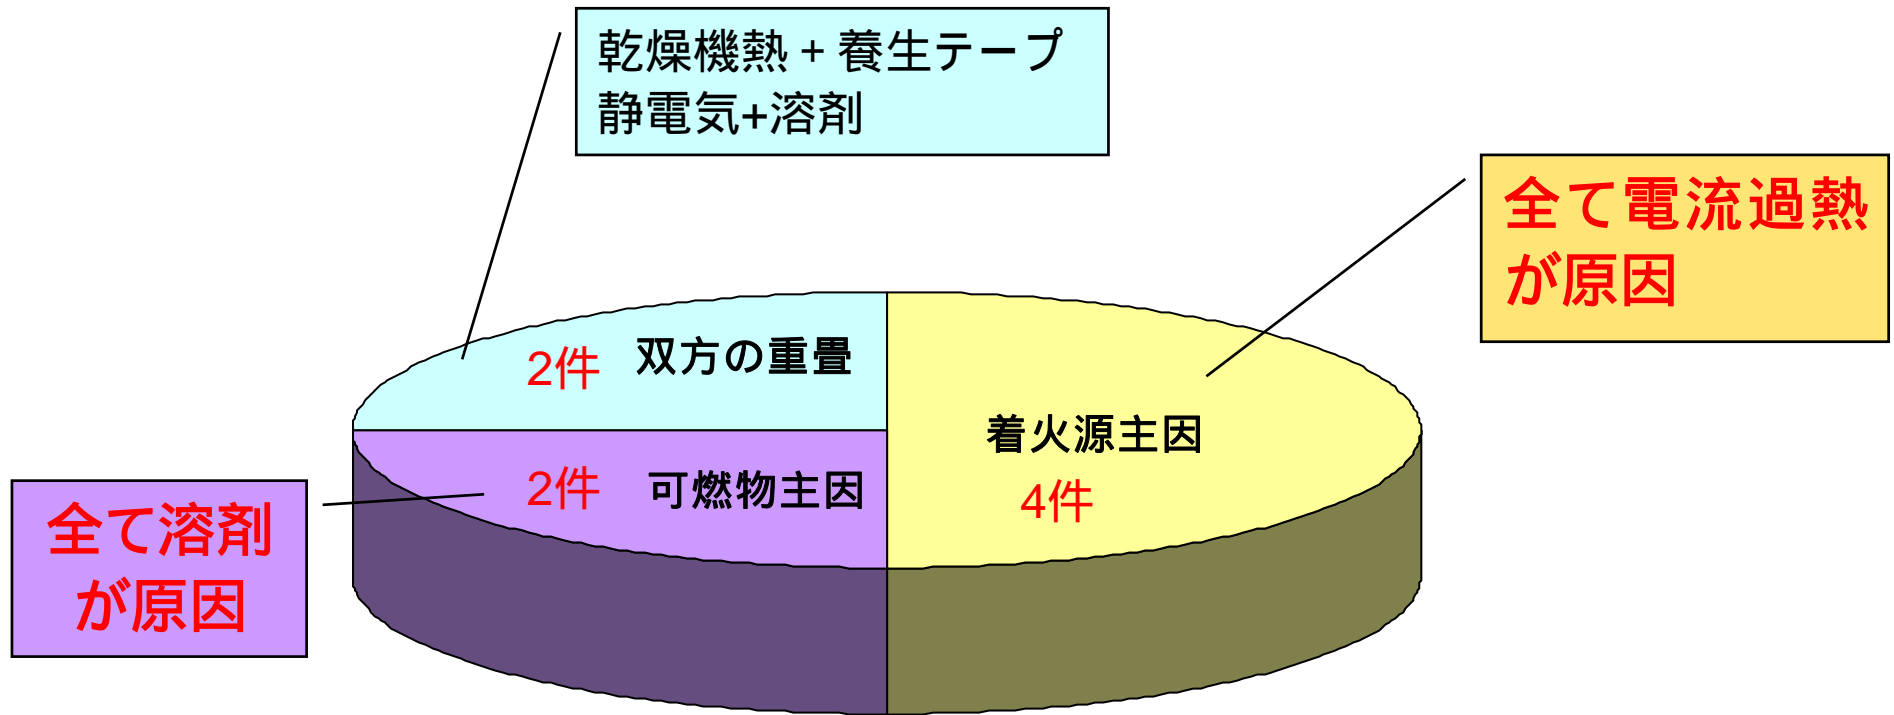 乾燥機熱 + 養生テープ
静電気+溶剤
全て電流過熱
が原因
2件 双方の重畳
着火源主因
4件
2件 可燃物主因
全て溶剤
が原因